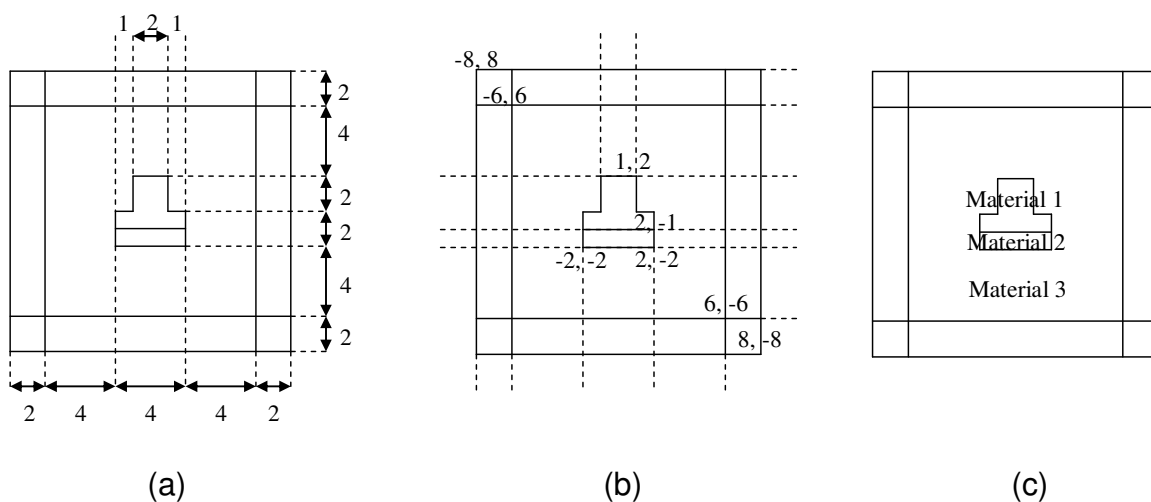 1 2 1
2
4
2
2
4
2
2 4 4 4 2
(a)
-8, 8
-6, 6
1, 2
2, -1
-2, -2 2, -2
6, -6
8, -8
(b)
Material 1
Material 2
Material 3
(c)